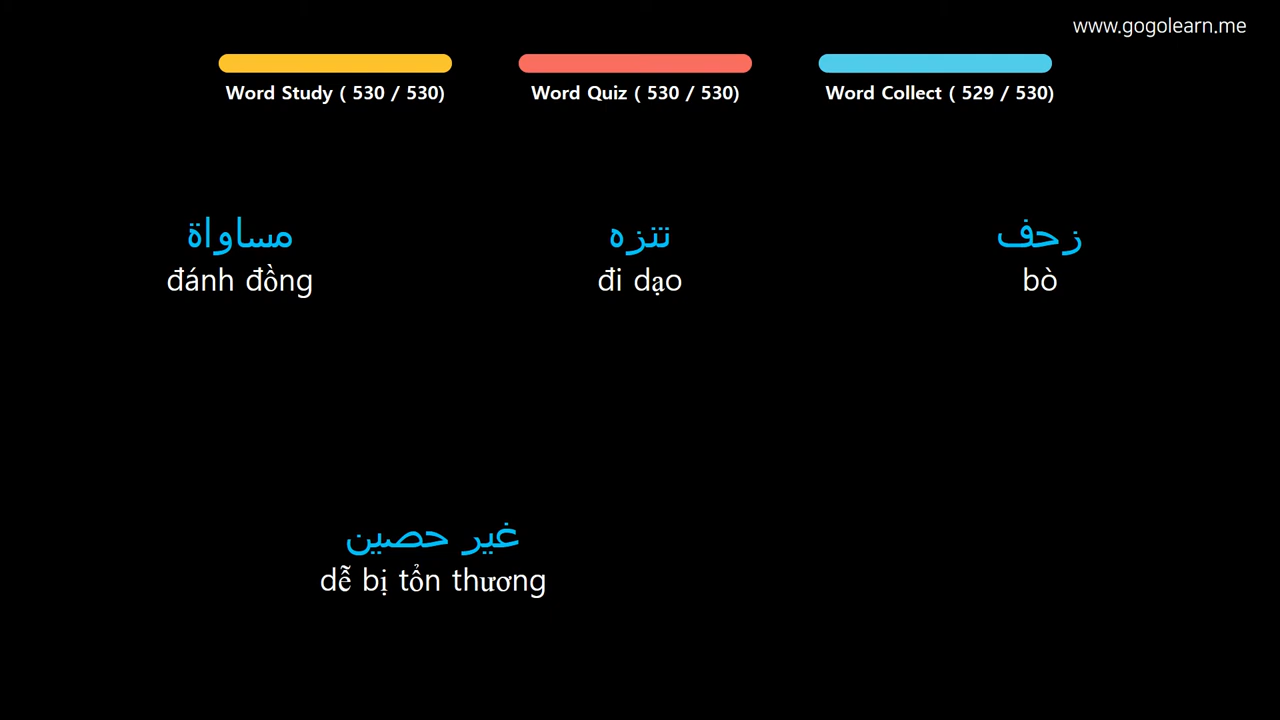 www.gogolearn.me
Word Study ( 530 / 530)
Word Quiz ( 530 / 530)
Word Collect ( 529 / 530)
مساواة
đánh đồng
تتزه
đi dạo
زحف
bò
غير حصين
dễ bị tổn thương